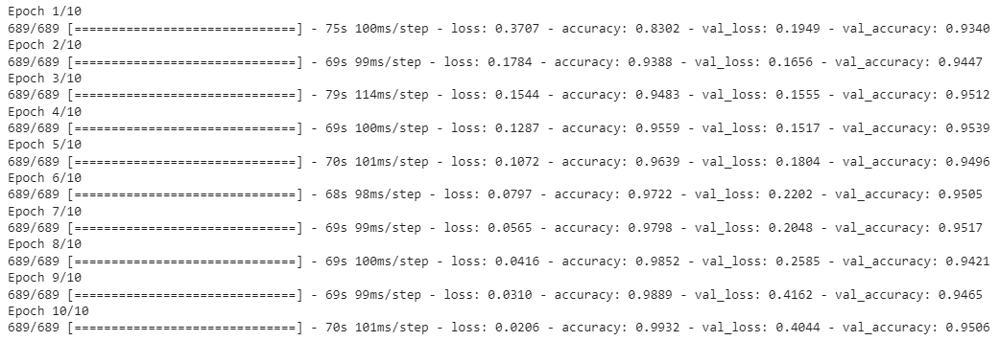 Epoch 1/10
689/689 [==============================] - 75s 100ms/step - loss: 0.3707 - accuracy: 0.8302 - val_loss: 0.1949 - val_accuracy: 0.9340
Epoch 2/10
689/689 [==============================] - 69s 99ms/step - loss: 0.1784 - accuracy: 0.9388 - val_loss: 0.1656 - val_accuracy: 0.9447
Epoch 3/10
689/689 [==============================] - 79s 114ms/step - loss: 0.1544 - accuracy: 0.9483 - val_loss: 0.1555 - val_accuracy: 0.9512
Epoch 4/10
689/689 [==============================] - 69s 100ms/step - loss: 0.1287 - accuracy: 0.9559 - val_loss: 0.1517 - val_accuracy: 0.9539
Epoch 5/10
689/689 [==============================] - 70s 101ms/step - loss: 0.1072 - accuracy: 0.9639 - val_loss: 0.1804 - val_accuracy: 0.9496
Epoch 6/10
689/689 [==============================] - 68s 98ms/step - loss: 0.0797 - accuracy: 0.9722 - val_loss: 0.2202 - val_accuracy: 0.9505
Epoch 7/10
689/689 [==============================] - 69s 99ms/step - loss: 0.0565 - accuracy: 0.9798 - val_loss: 0.2048 - val_accuracy: 0.9517
Epoch 8/10
689/689 [==============================] - 69s 100ms/step - loss: 0.0416 - accuracy: 0.9852 - val_loss: 0.2585 - val_accuracy: 0.9421
Epoch 9/10
689/689 [==============================] - 69s 99ms/step - loss: 0.0310 - accuracy: 0.9889 - val_loss: 0.4162 - val_accuracy: 0.9465
Epoch 10/10
689/689 [==============================] - 70s 101ms/step - loss: 0.0206 - accuracy: 0.9932 - val_loss: 0.4044 - val_accuracy: 0.9506